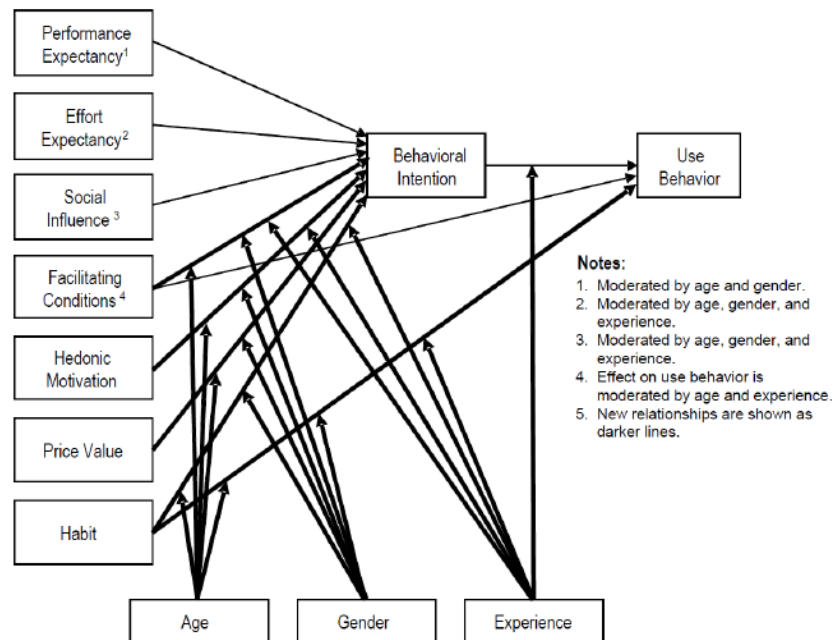 Performance
Expectancy¹
Effort
Expectancy²
Social
Influence ³
Facilitating
Conditions ⁴
Hedonic
Motivation
Price Value
Habit
Behavioral
Intention
Use
Behavior
Notes:
1. Moderated by age and gender.
2. Moderated by age, gender, and
experience.
3. Moderated by age, gender, and
experience.
4. Effect on use behavior is
moderated by age and experience.
5. New relationships are shown as
darker lines.
Age
Gender
Experience